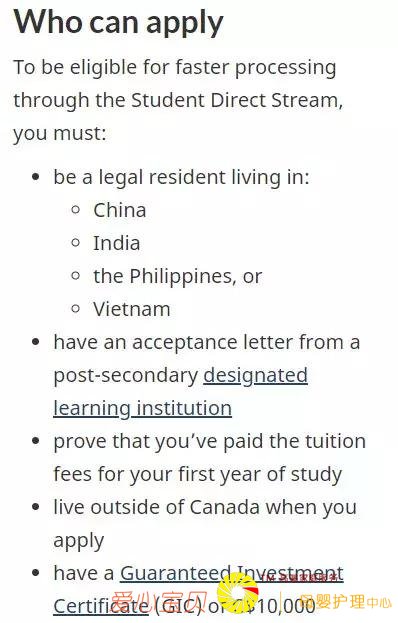 Who can apply
To be eligible for faster processing
through the Student Direct Stream,
you must:
• be a legal resident living in:
◦ China
◦ India
◦ the Philippines, or
◦ Vietnam
• have an acceptance letter from a
post-secondary designated
learning institution
• prove that you’ve paid the tuition
fees for your first year of study
• live outside of Canada when you
apply
• have a Guaranteed Investment
Certificate (GIC) of $10,000
爱心宝贝
母婴护理中心